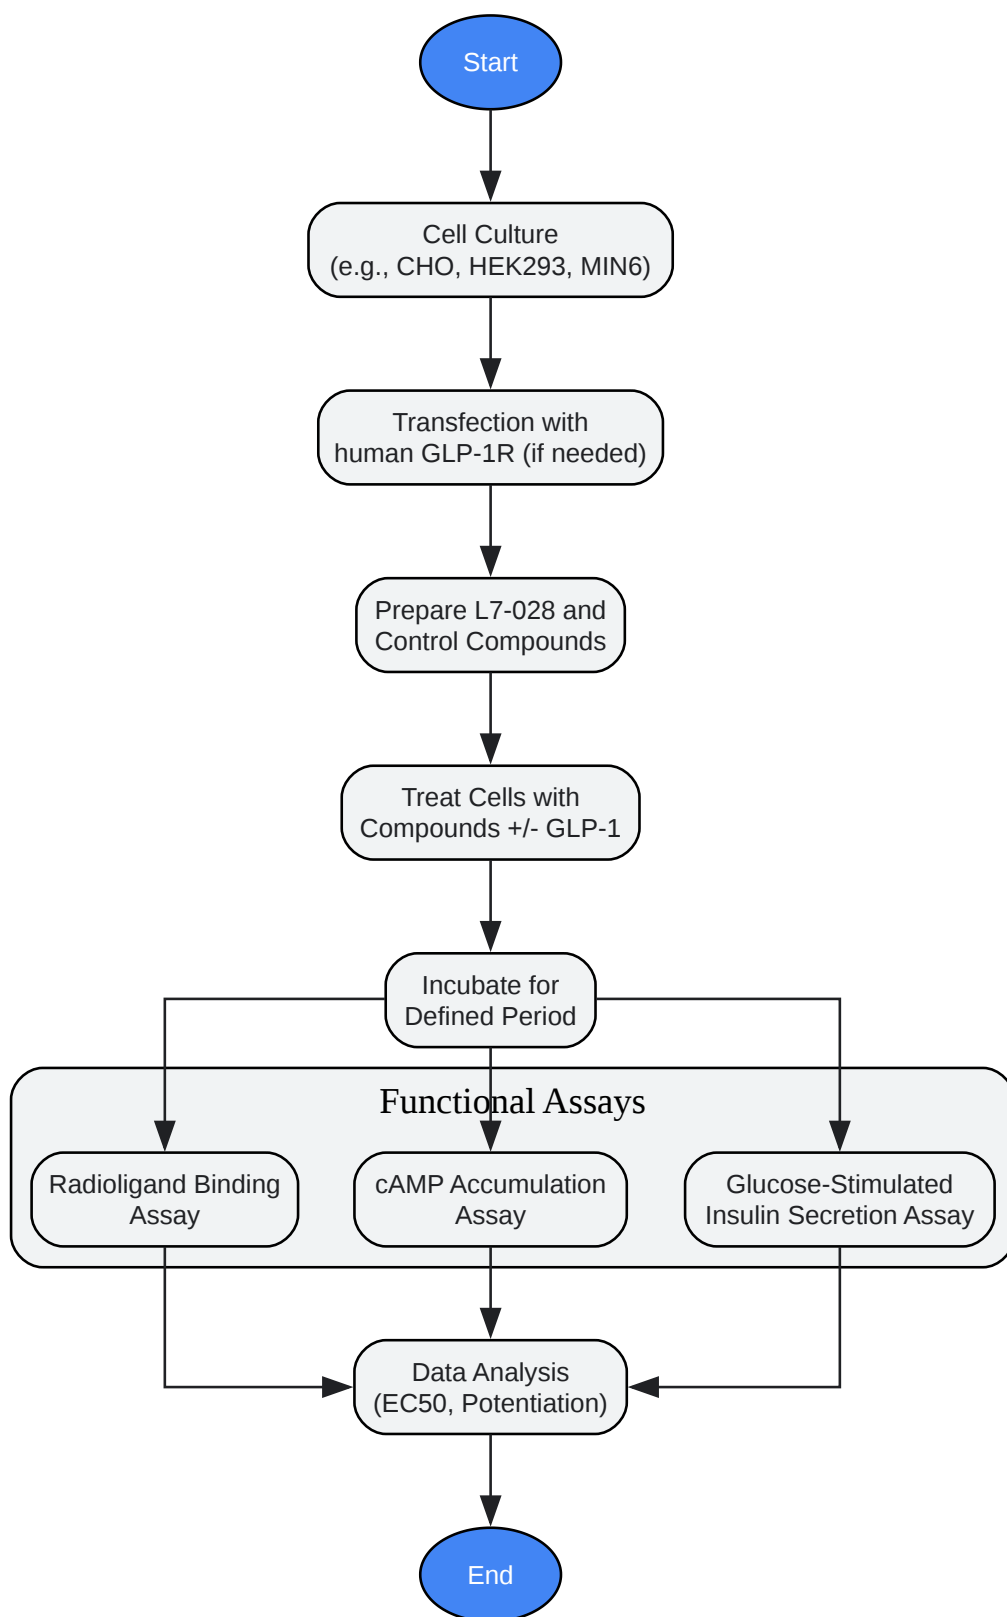 Start
Cell Culture
(e.g., CHO, HEK293, MIN6)
Transfection with
human GLP-1R (if needed)
Prepare L7-028 and
Control Compounds
Treat Cells with
Compounds +/- GLP-1
Incubate for
Defined Period
Functional Assays
Radioligand Binding
Assay
cAMP Accumulation
Assay
Glucose-Stimulated
Insulin Secretion Assay
Data Analysis
(EC50, Potentiation)
End